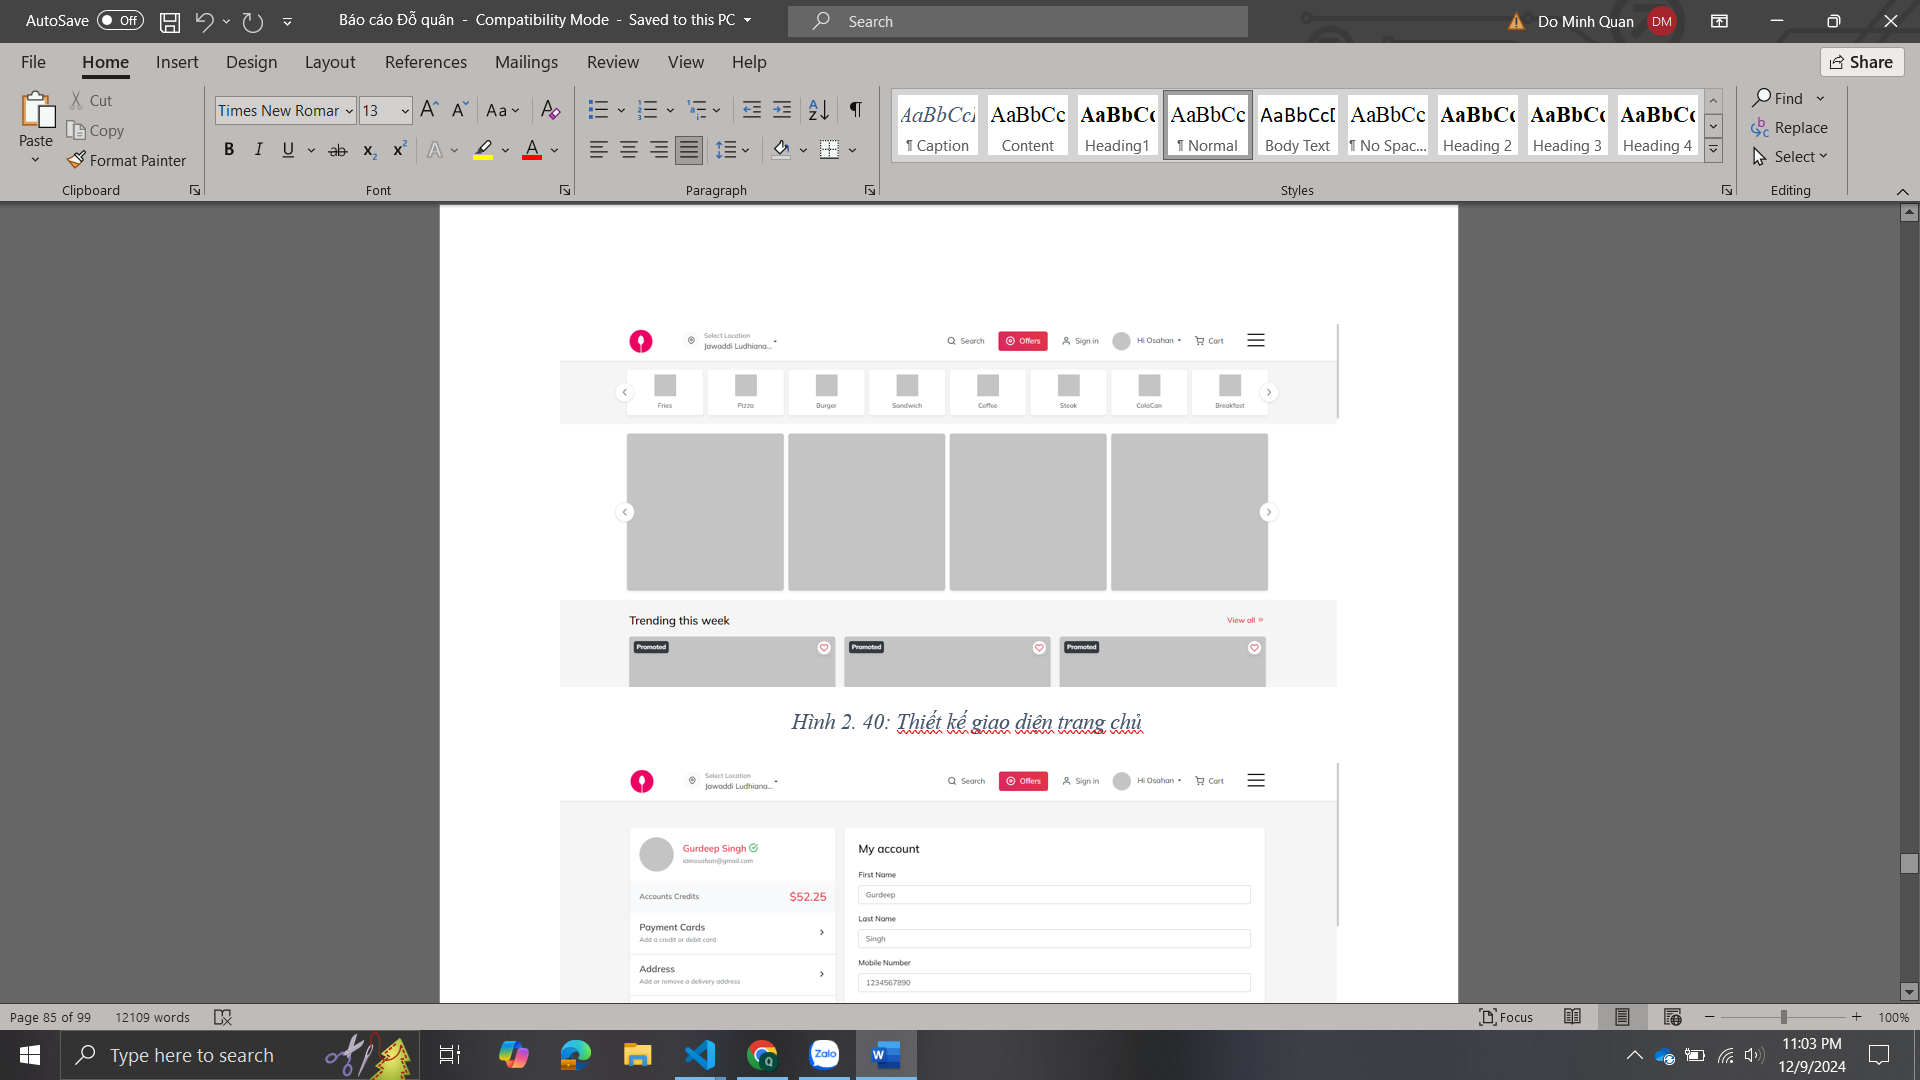 AutoSave Off Báo cáo Đỗ quân - Compatibility Mode - Saved to this PC Search Do Minh Quan DM
File Home Insert Design Layout References Mailings Review View Help Share
Paste Cut Copy Format Painter
Clipboard
Times New Roman 13 Aa
B I U ab x2 x2 A A
Font
Paragraph
AaBbCcI AaBbCc AaBbCc AaBbCc AaBbCcD AaBbCc AaBbCc AaBbCc AaBbCc
¶ Caption Content Heading1 ¶ Normal Body Text ¶ No Spac... Heading 2 Heading 3 Heading 4
Styles
Find
Replace
Select
Editing
Select Location
Jawaddi Ludhiana... Search Offers Sign in Hi Osahan Cart
Fries Pizza Burger Sandwich Coffee Steak ColaCan Breakfast
Trending this week View all »
Promoted Promoted Promoted
Hình 2. 40: Thiết kế giao diện trang chủ
Select Location
Jawaddi Ludhiana... Search Offers Sign in Hi Osahan Cart
Gurdeep Singh
iamosahan@gmail.com
Accounts Credits $52.25
Payment Cards
Add a credit or debit card
Address
Add or remove a delivery address
My account
First Name
Gurdeep
Last Name
Singh
Mobile Number
1234567890
Page 85 of 99 12109 words Focus 100%
Type here to search Zalo 11:03 PM
12/9/2024